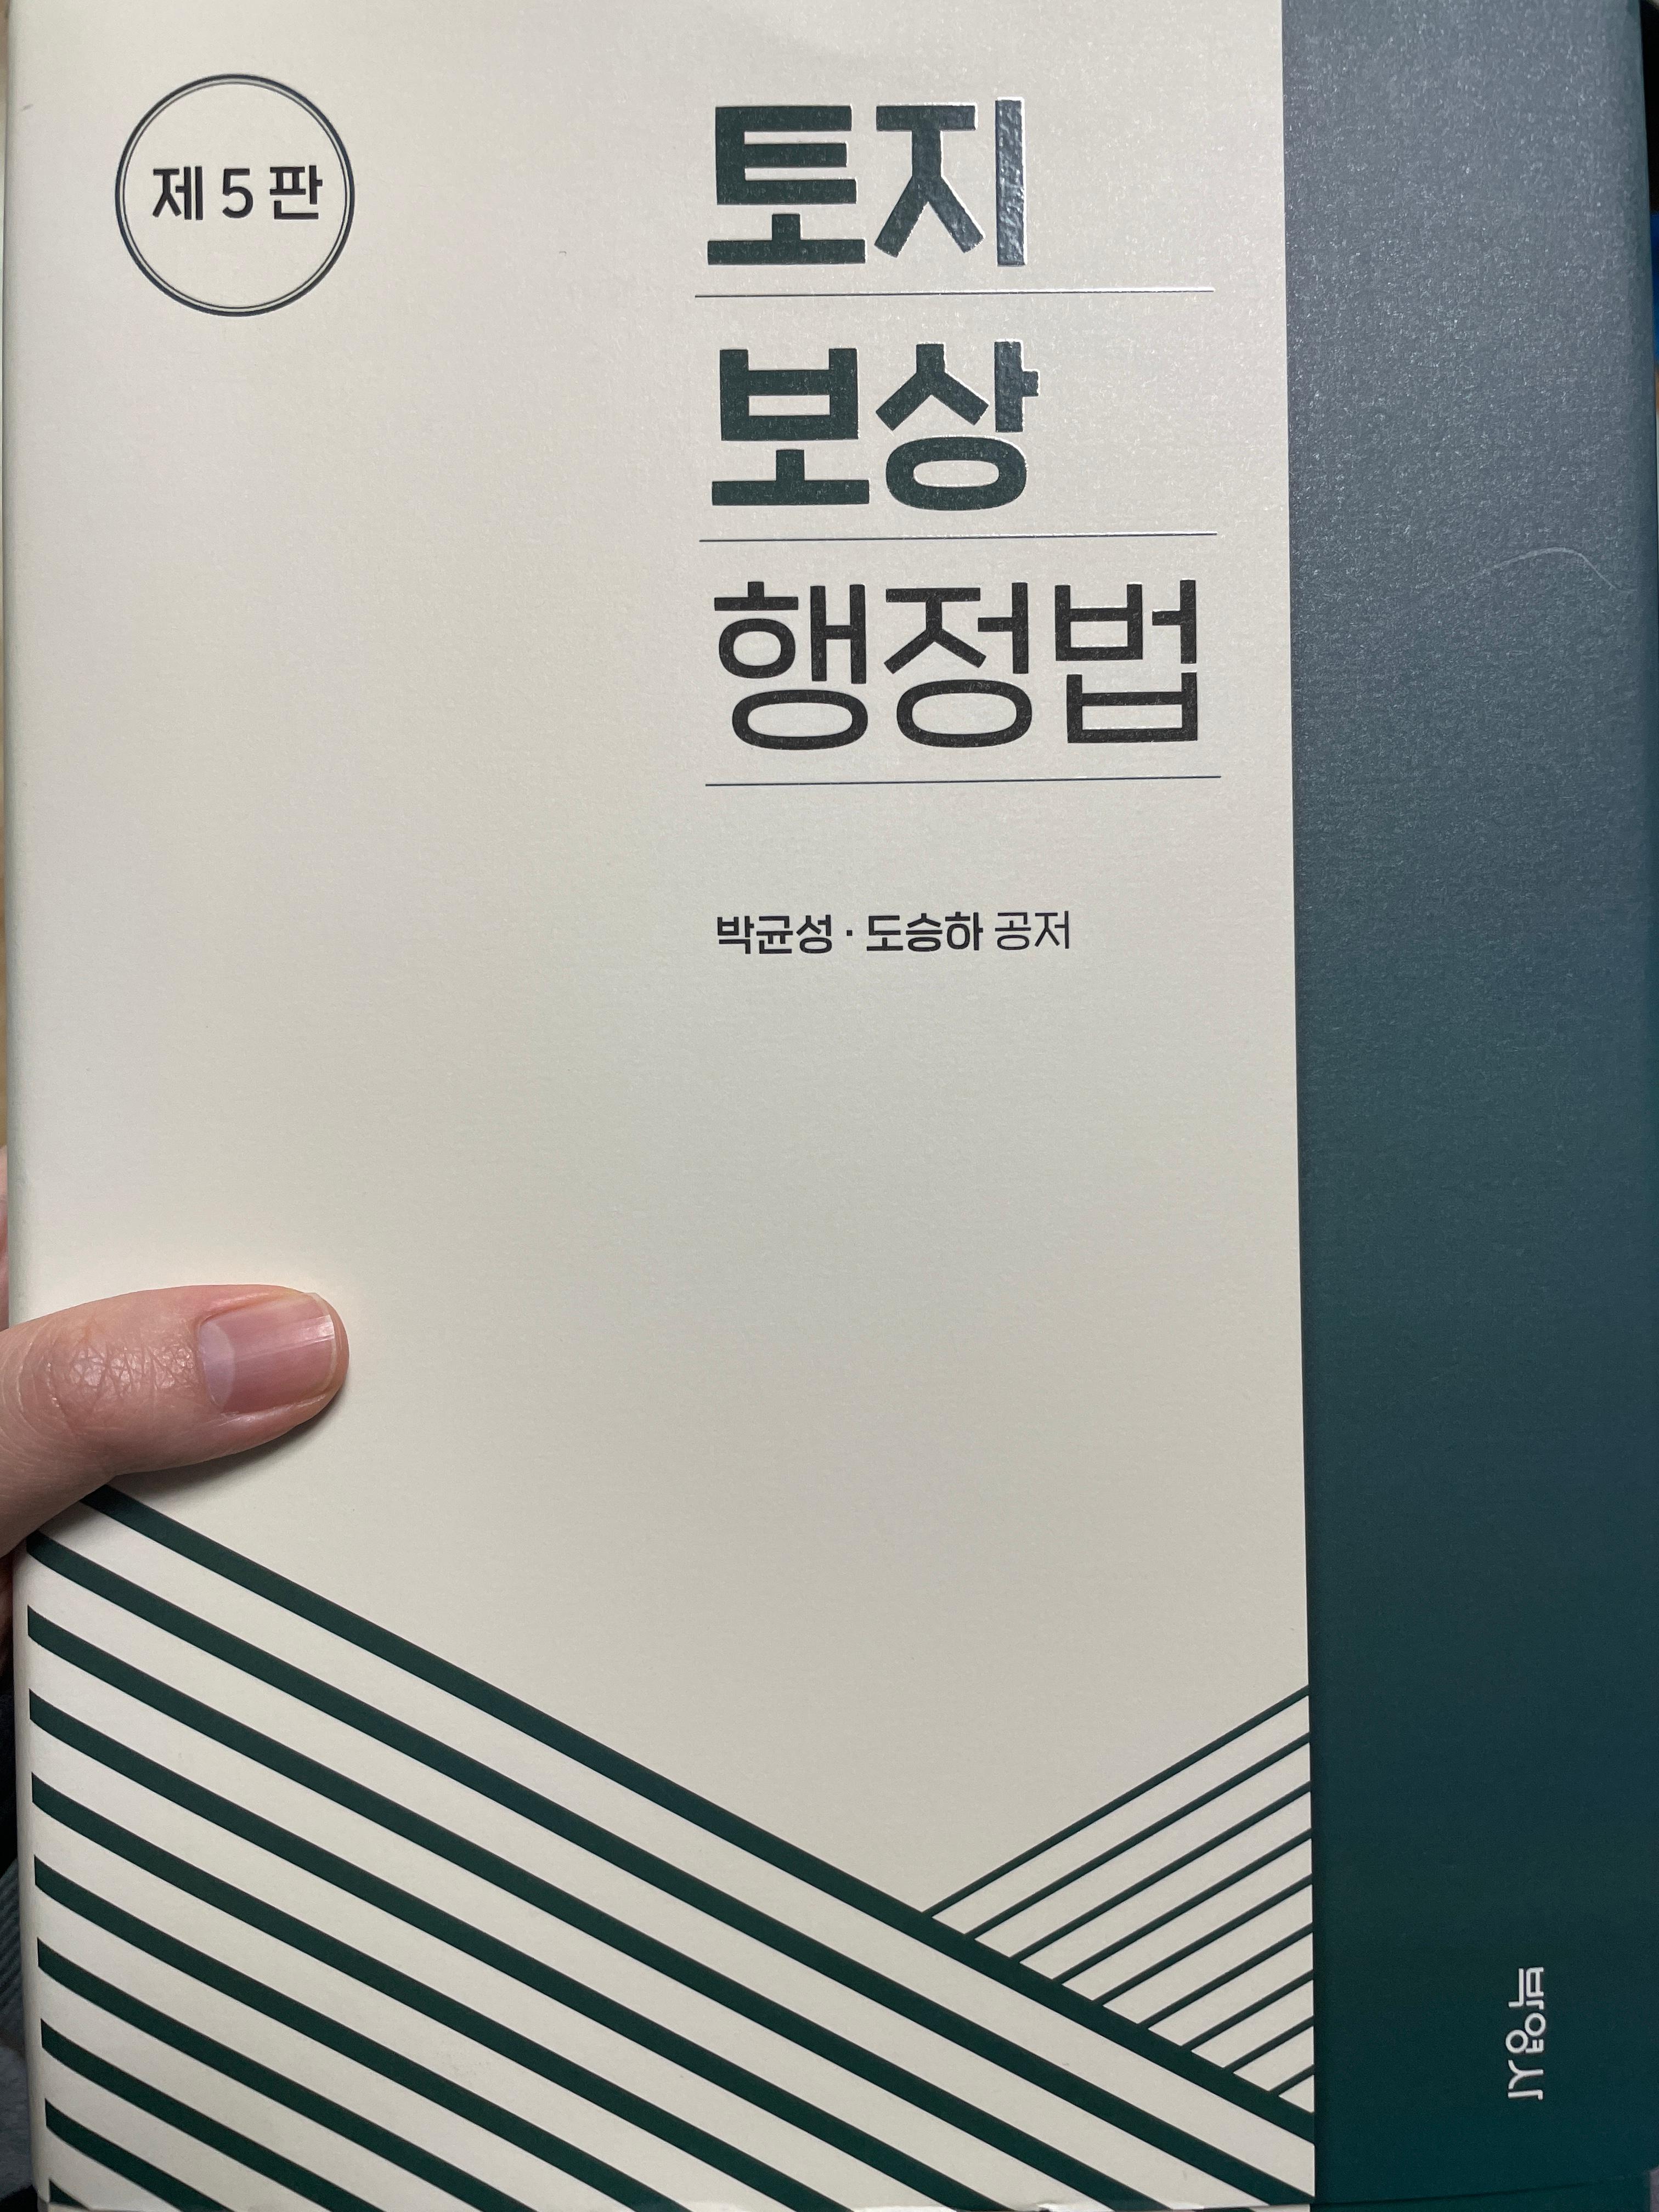 제5판
토지
보상
행정법
박균성·도승하 공저
박영사